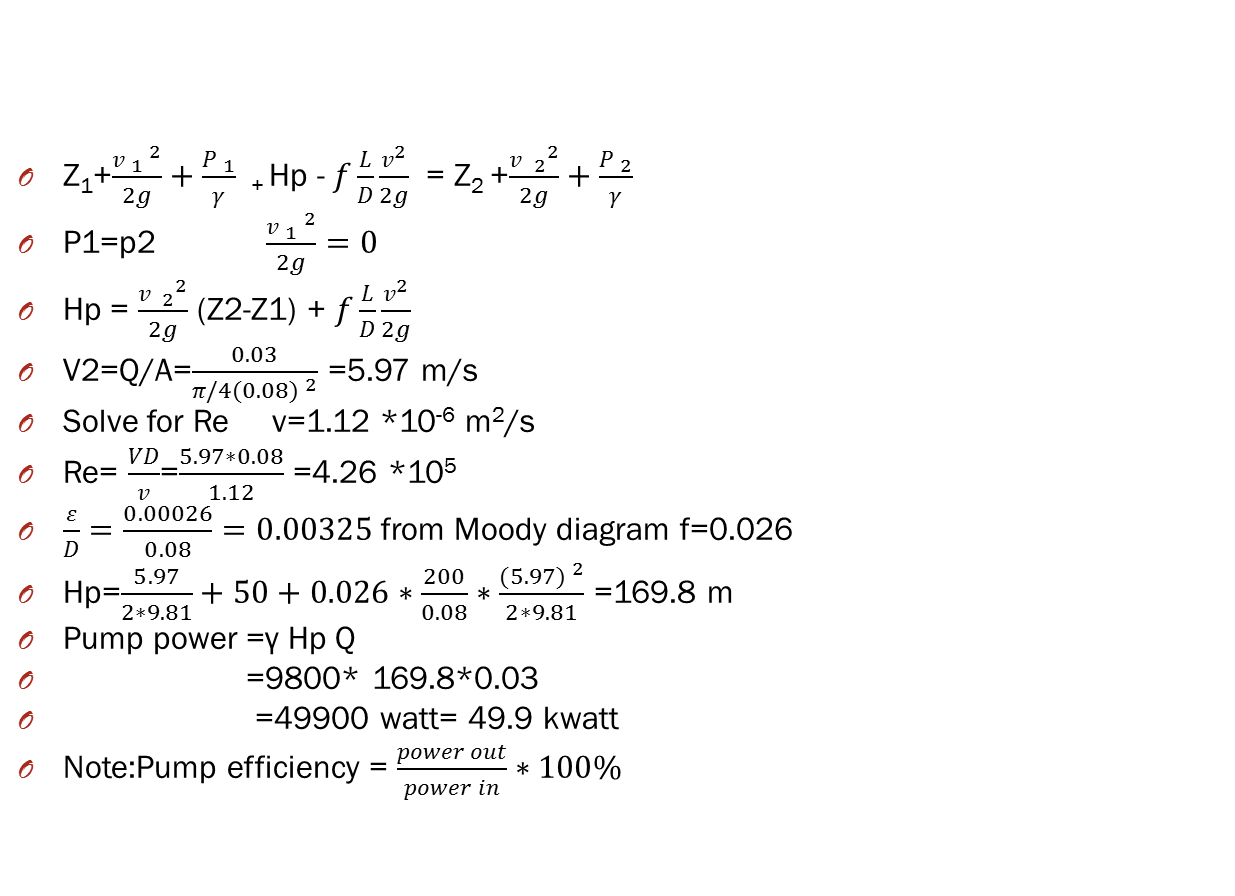 Z₁+v₁²/2g + P₁/γ + Hp - f L/D v²/2g = Z₂ +v₂²/2g + P₂/γ
P1=p2 v₁²/2g = 0
Hp = v₂²/2g (Z2-Z1) + f L/D v²/2g
V2=Q/A=0.03/π/4(0.08)² =5.97 m/s
Solve for Re v=1.12 *10⁻⁶ m²/s
Re= VD/v=5.97*0.08/1.12 =4.26 *10⁵
ε/D = 0.00026/0.08 = 0.00325 from Moody diagram f=0.026
Hp=5.97/2*9.81 + 50 + 0.026 * 200/0.08 * (5.97)²/2*9.81 =169.8 m
Pump power =γ Hp Q
=9800* 169.8*0.03
=49900 watt= 49.9 kwatt
Note:Pump efficiency = power out/power in * 100%